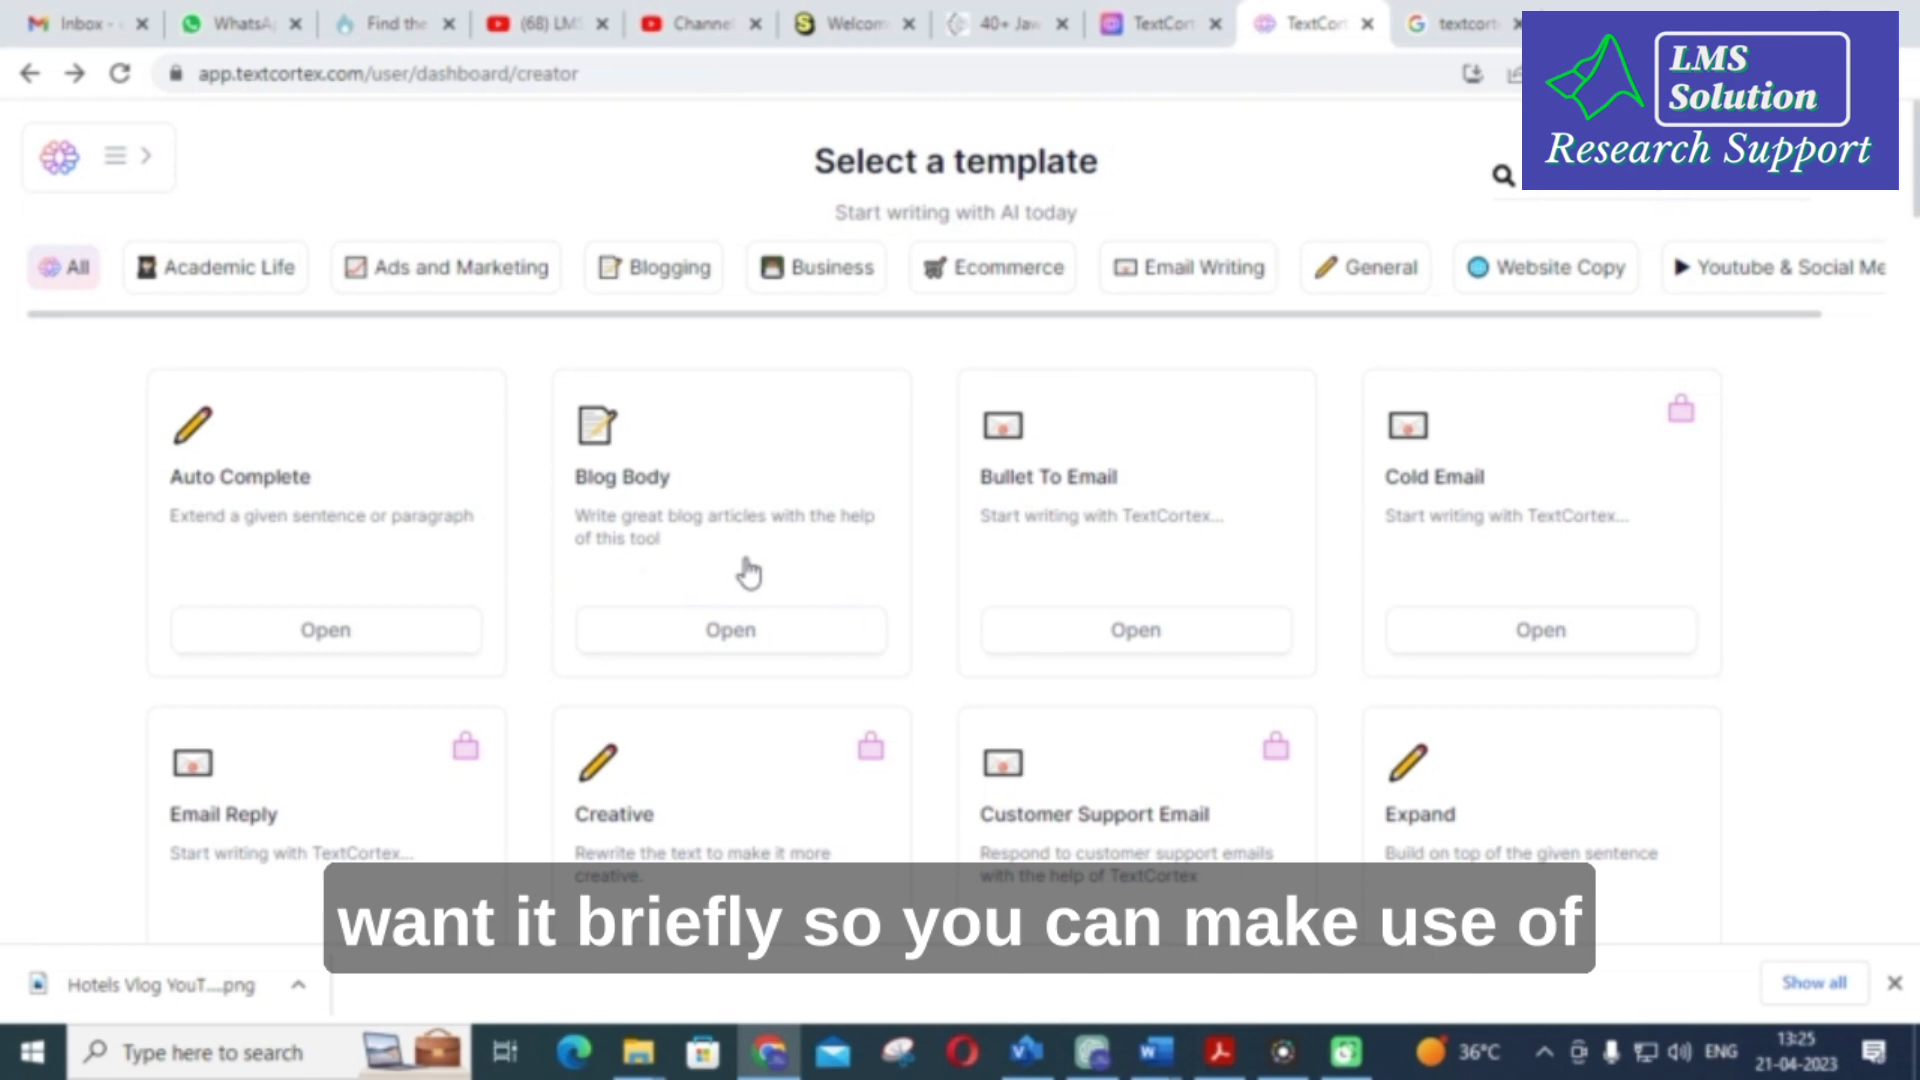 Inbox -
WhatsA
Find the
(68) LM
Channe
Welcom
40+ Jaw
TextCort
TextCort
textcort
app.textcortex.com/user/dashboard/creator
LMS
Solution
Research Support
Select a template
Start writing with AI today
All
Academic Life
Ads and Marketing
Blogging
Business
Ecommerce
Email Writing
General
Website Copy
Youtube & Social Me
Auto Complete
Extend a given sentence or paragraph
Open
Blog Body
Write great blog articles with the help
of this tool
Open
Bullet To Email
Start writing with TextCortex...
Open
Cold Email
Start writing with TextCortex...
Open
Email Reply
Start writing with TextCortex...
Creative
Rewrite the text to make it more
creative.
Customer Support Email
Respond to customer support emails
with the help of TextCortex
Expand
Build on top of the given sentence
want it briefly so you can make use of
Hotels Vlog YouT....png
Show all
Type here to search
36°C
ENG
13:25
21-04-2023